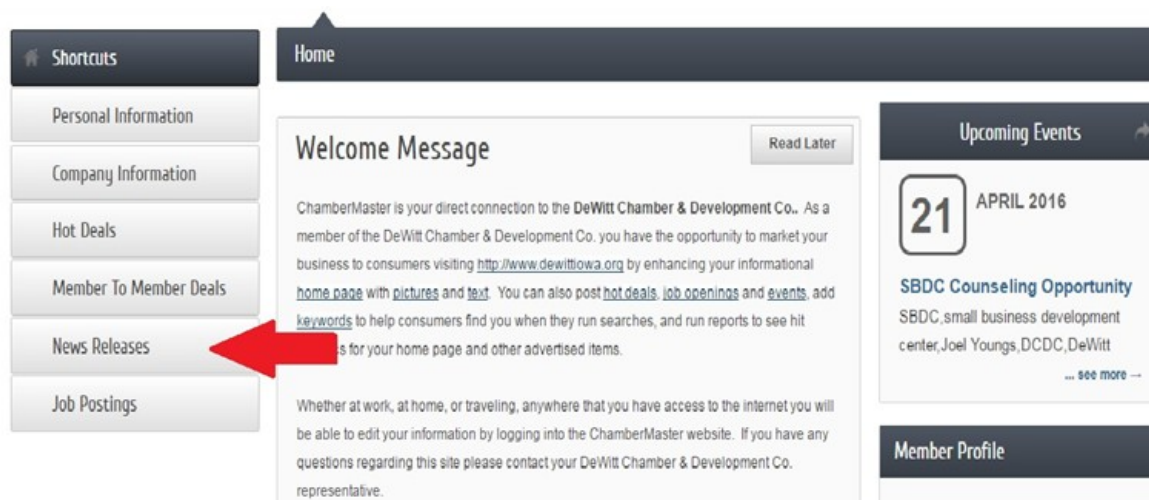 Shortcuts
Personal Information
Company Information
Hot Deals
Member To Member Deals
News Releases
Job Postings
Home
Welcome Message
Read Later
ChamberMaster is your direct connection to the DeWitt Chamber & Development Co.. As a
member of the DeWitt Chamber & Development Co. you have the opportunity to market your
business to consumers visiting http://www.dewittiowa.org by enhancing your informational
home page with pictures and text. You can also post hot deals, job openings and events, add
keywords to help consumers find you when they run searches, and run reports to see hit
for your home page and other advertised items.
Whether at work, at home, or traveling, anywhere that you have access to the internet you will
be able to edit your information by logging into the ChamberMaster website. If you have any
questions regarding this site please contact your DeWitt Chamber & Development Co.
representative.
Upcoming Events
21
APRIL 2016
SBDC Counseling Opportunity
SBDC,small business development
center,Joel Youngs,DCDC,DeWitt
... see more →
Member Profile